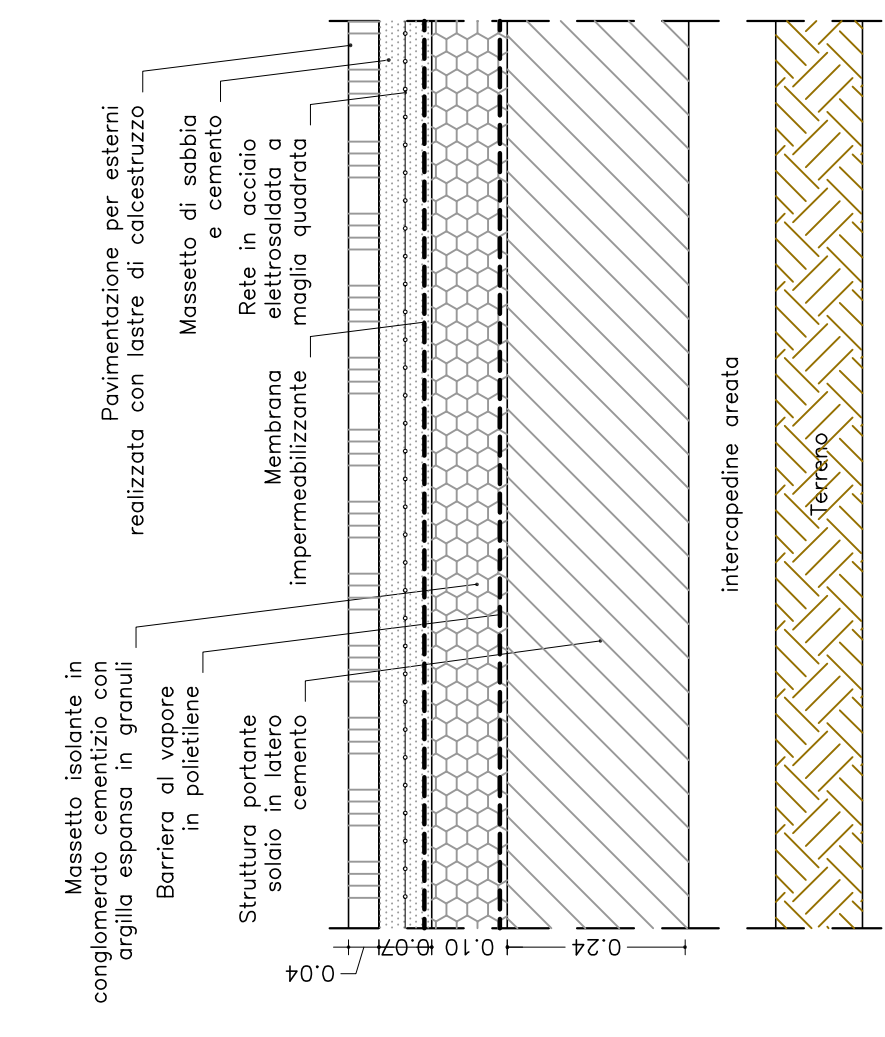 Pavimentazione per esterni
realizzata con lastre di calcestruzzo
Massetto di sabbia
e cemento
Rete in acciaio
elettrosaldata a
maglia quadrata
Membrana
impermeabilizzante
Massetto isolante in
conglomerato cementizio con
argilla espansa in granuli
Barriera al vapore
in polietilene
Struttura portante
solaio in latero
cemento
intercapedine areata
Terreno
0.04
0.07
0.10
0.24